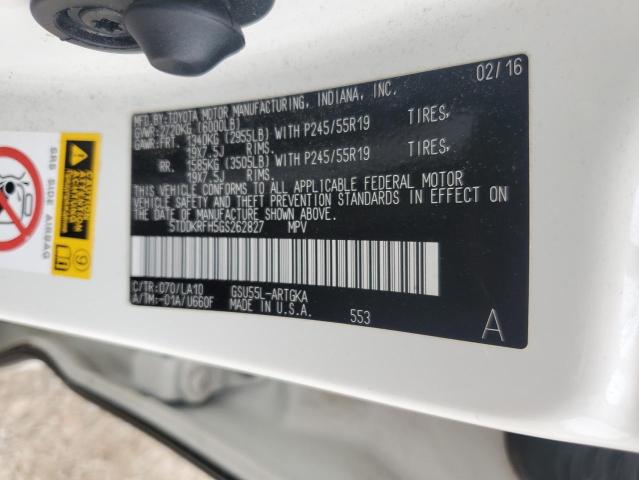 02/16
MFD.BY:TOYOTA MOTOR MANUFACTURING, INDIANA, INC.
GVWR: 2720KG (6000LB)
GAWR:FRT. 1340KG (2955LB) WITH P245/55R19 TIRES,
19X7.5J RIMS.
RR. 1585KG (3505LB) WITH P245/55R19 TIRES,
19X7.5J RIMS.
THIS VEHICLE CONFORMS TO ALL APPLICABLE FEDERAL MOTOR
VEHICLE SAFETY AND THEFT PREVENTION STANDARDS IN EFFECT ON
THE DATE OF MANUFACTURE SHOWN ABOVE.
5TDDKRFH5GS262827 MPV
C/TR:070/LA10 GSU55L-ARTGKA
A/TM:-01A/U660F MADE IN U.S.A.
553
A
SRS SIDE AIRBAG